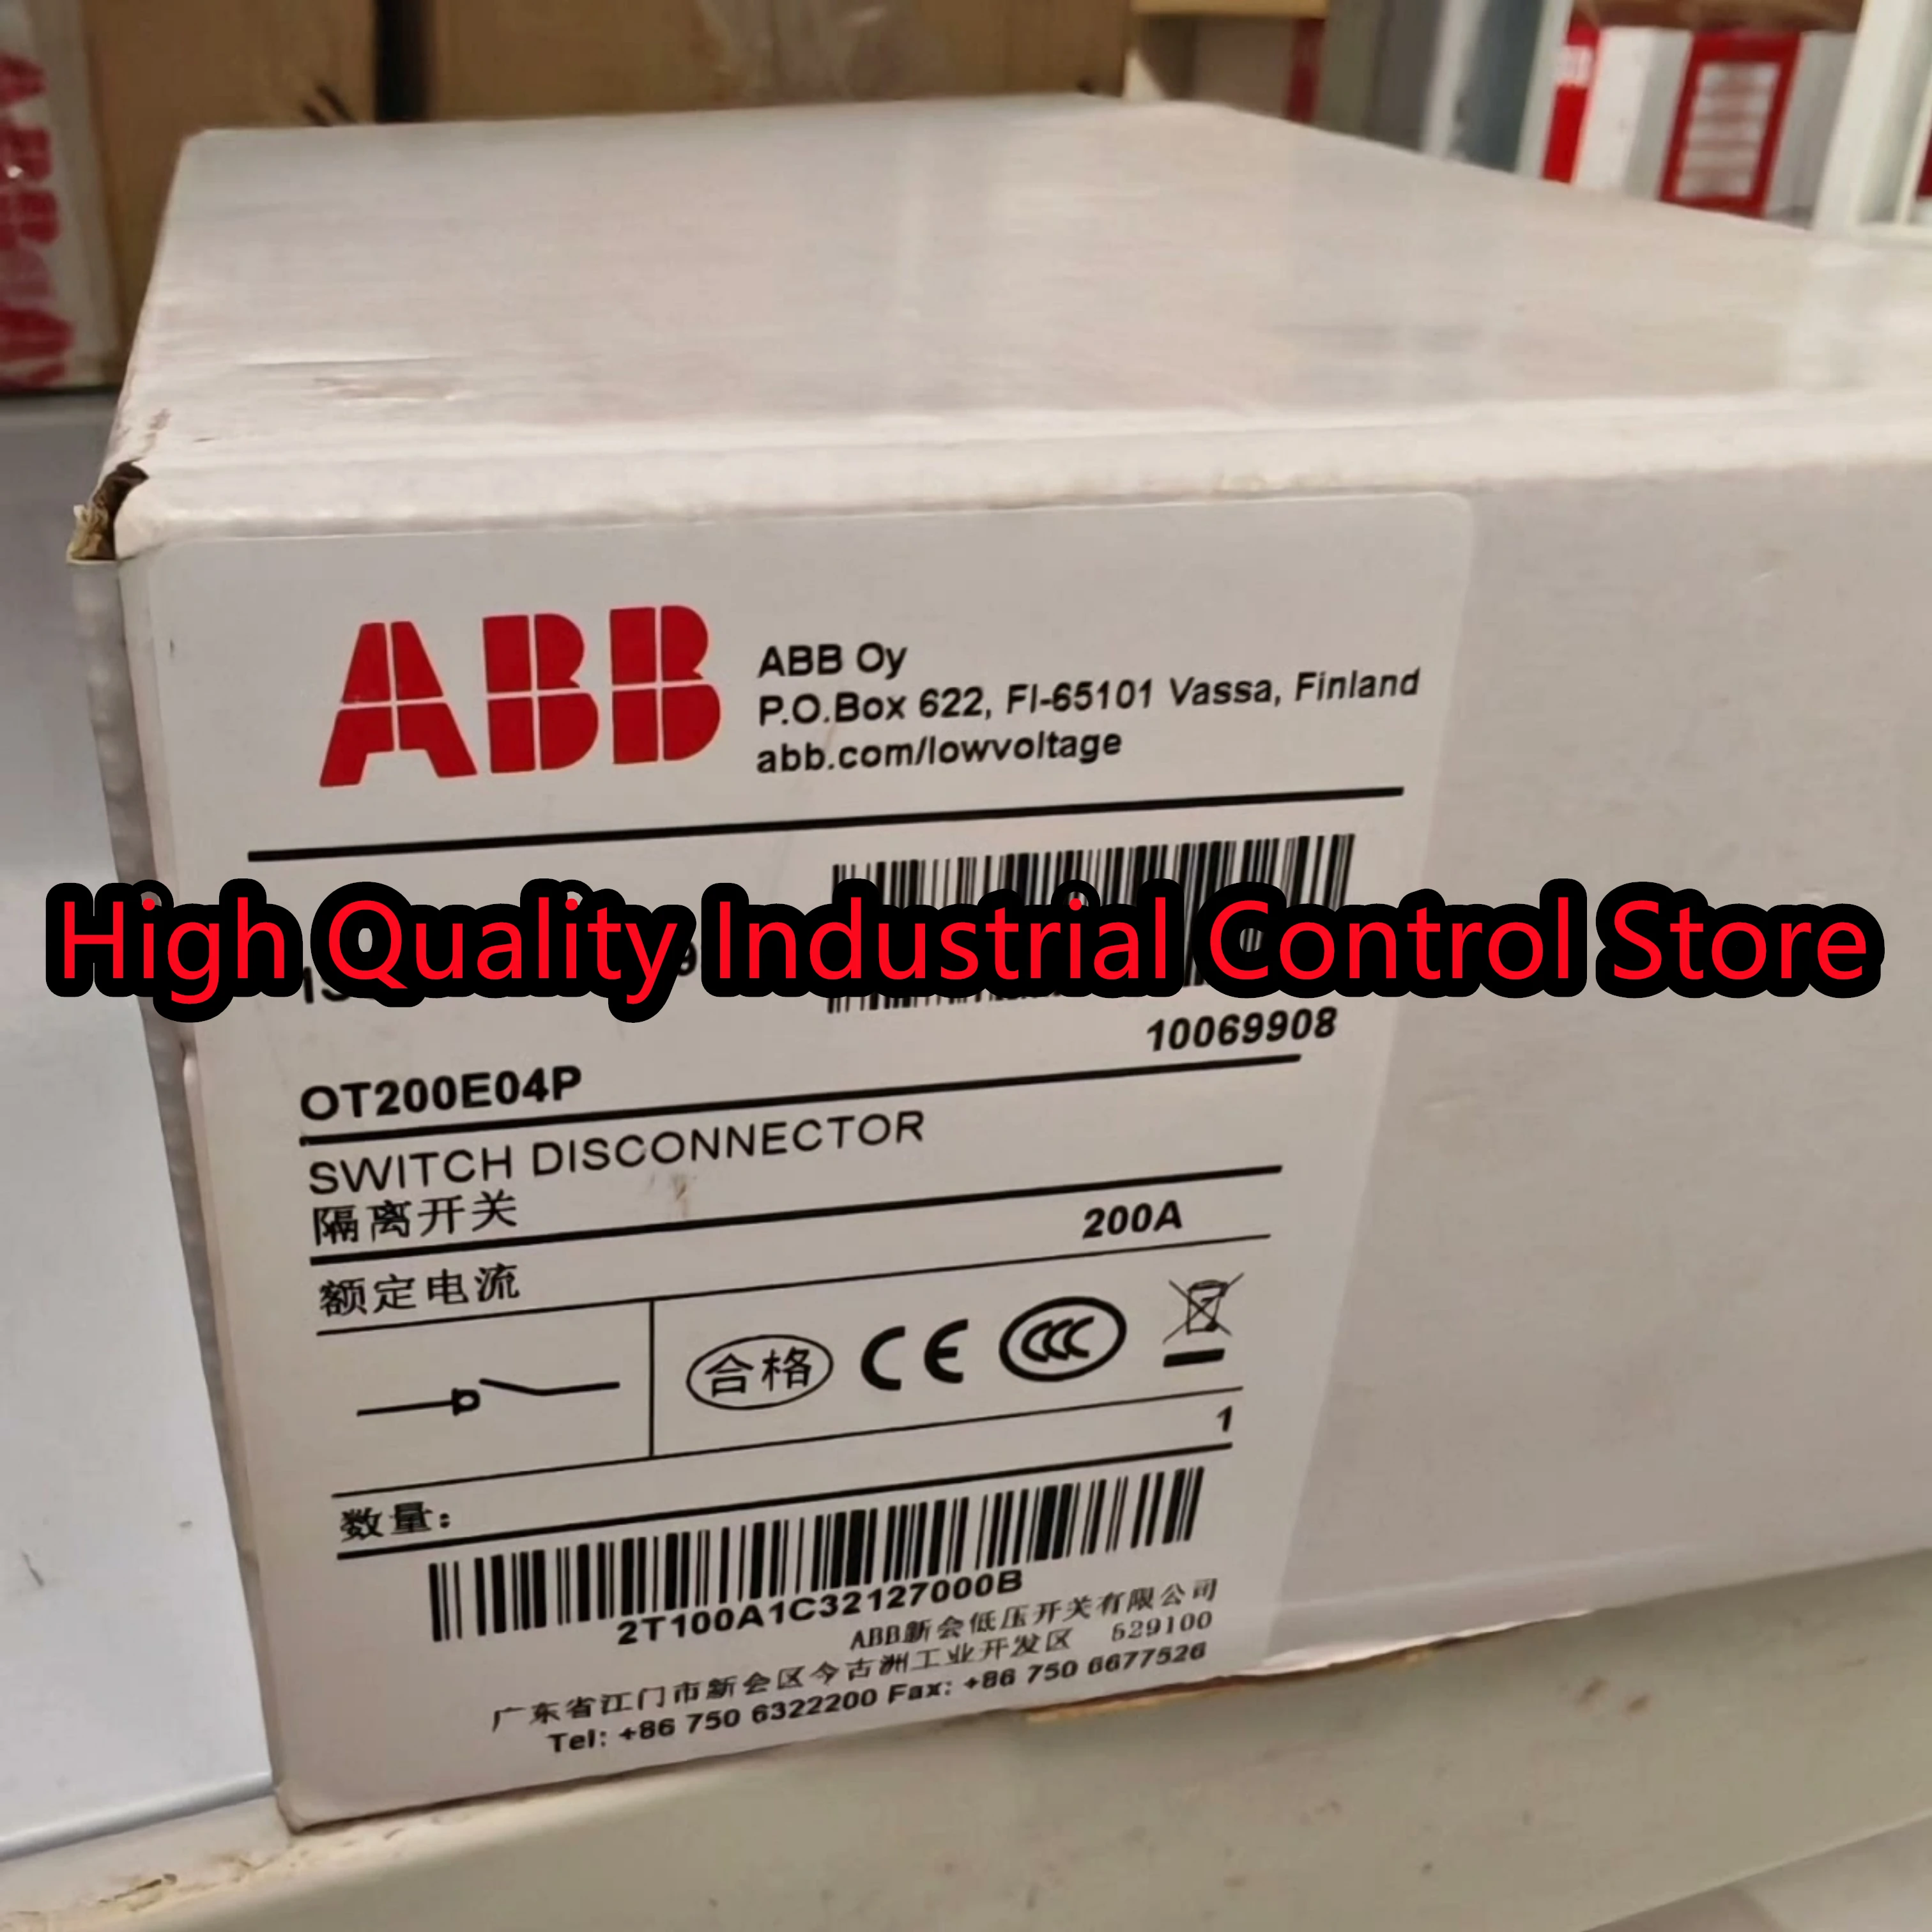 ABB
ABB Oy
P.O.Box 622, FI-65101 Vassa, Finland
abb.com/lowvoltage
High Quality Industrial Control Store
10069908
OT200E04P
SWITCH DISCONNECTOR
隔离开关
额定电流 200A
合格 CE CCC
数量: 1
2T100A1C32127000B
ABB新会低压开关有限公司
广东省江门市新会区今古洲工业开发区 529100
Tel: +86 750 6322200 Fax: +86 750 6677526